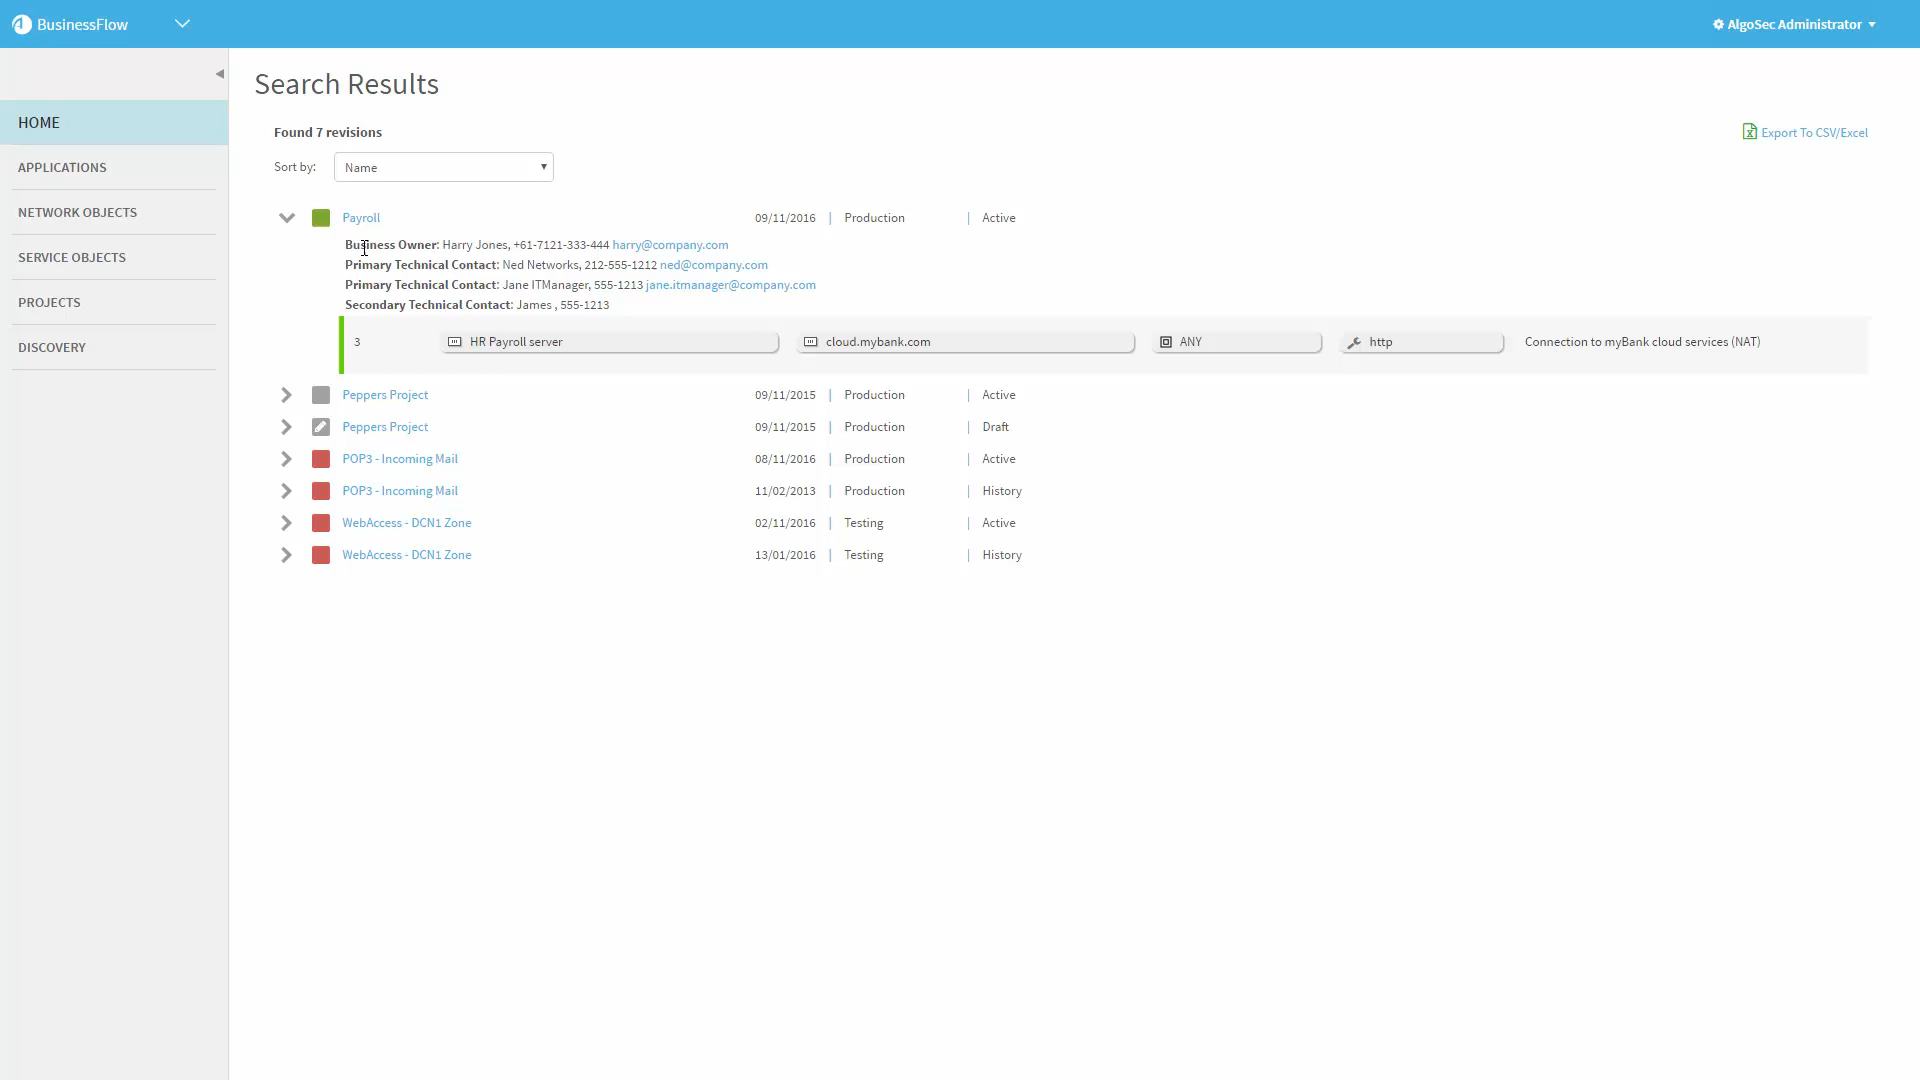 BusinessFlow
AlgoSec Administrator
Search Results
HOME
Found 7 revisions
Export To CSV/Excel
APPLICATIONS
Sort by: Name
NETWORK OBJECTS
Payroll 09/11/2016 | Production | Active
Business Owner: Harry Jones, +61-7121-333-444 harry@company.com
SERVICE OBJECTS
Primary Technical Contact: Ned Networks, 212-555-1212 ned@company.com
Primary Technical Contact: Jane ITManager, 555-1213 jane.itmanager@company.com
PROJECTS
Secondary Technical Contact: James , 555-1213
3 HR Payroll server cloud.mybank.com ANY http Connection to myBank cloud services (NAT)
DISCOVERY
Peppers Project 09/11/2015 | Production | Active
Peppers Project 09/11/2015 | Production | Draft
POP3 - Incoming Mail 08/11/2016 | Production | Active
POP3 - Incoming Mail 11/02/2013 | Production | History
WebAccess - DCN1 Zone 02/11/2016 | Testing | Active
WebAccess - DCN1 Zone 13/01/2016 | Testing | History